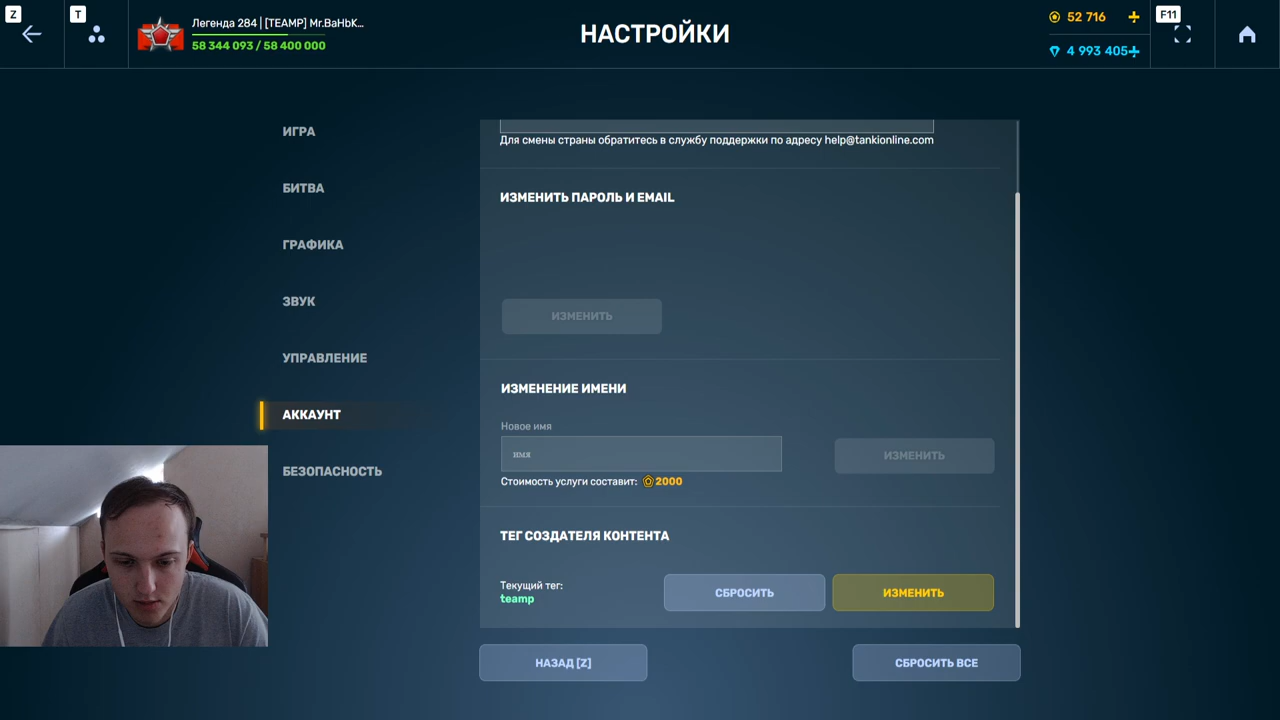 Z
T
Легенда 284 | [TEAMP] Mr.BaHbK...
58 344 093 / 58 400 000
НАСТРОЙКИ
52 716
4 993 405
F11
ИГРА
БИТВА
ГРАФИКА
ЗВУК
УПРАВЛЕНИЕ
АККАУНТ
БЕЗОПАСНОСТЬ
Для смены страны обратитесь в службу поддержки по адресу help@tankionline.com
ИЗМЕНИТЬ ПАРОЛЬ И EMAIL
ИЗМЕНИТЬ
ИЗМЕНЕНИЕ ИМЕНИ
Новое имя
имя
ИЗМЕНИТЬ
Стоимость услуги составит: 2000
ТЕГ СОЗДАТЕЛЯ КОНТЕНТА
Текущий тег:
teamp
СБРОСИТЬ
ИЗМЕНИТЬ
НАЗАД [Z]
СБРОСИТЬ ВСЕ